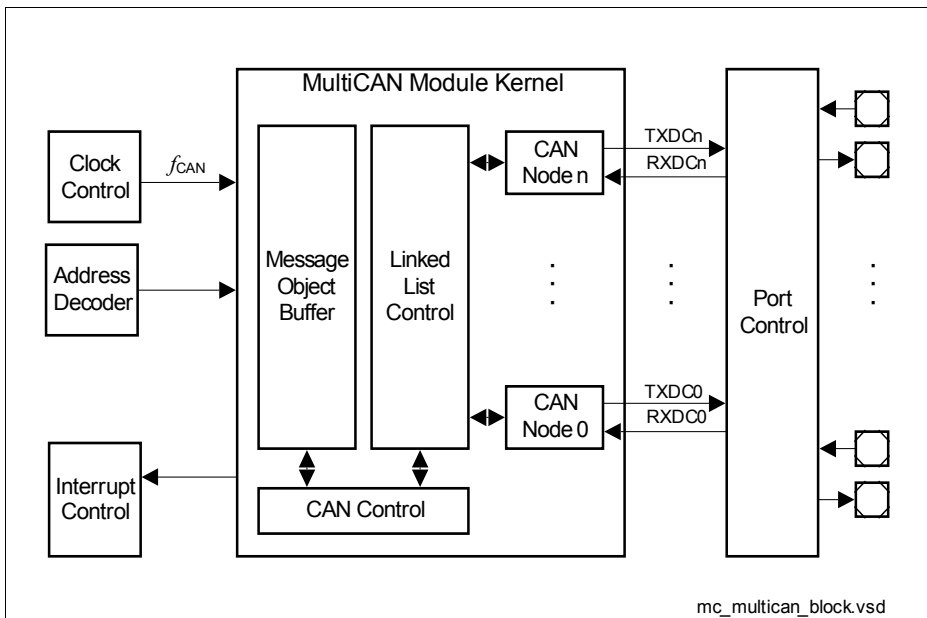 MultiCAN Module Kernel
Clock
Control
fCAN
Address
Decoder
Interrupt
Control
Message
Object
Buffer
Linked
List
Control
CAN Control
CAN
Node n
CAN
Node 0
TXDCn
RXDCn
TXDC0
RXDC0
Port
Control
mc_multican_block.vsd